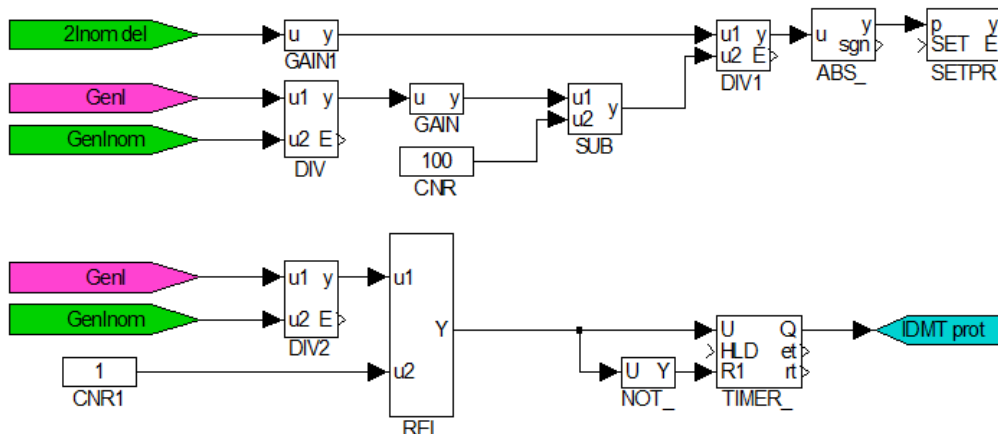 2Inom del
u y
GAIN1
u1 y
u2 E
DIV1
u y
sgn
ABS_
p y
SET E
SETPR
GenI
GenInom
u1 y
u2 E
DIV
u y
GAIN
100
CNR
u1
u2
y
SUB
GenI
GenInom
u1 y
u2 E
DIV2
1
CNR1
u1
u2
Y
REL
U Y
NOT_
U Q
HLD et
R1 rt
TIMER_
IDMT prot